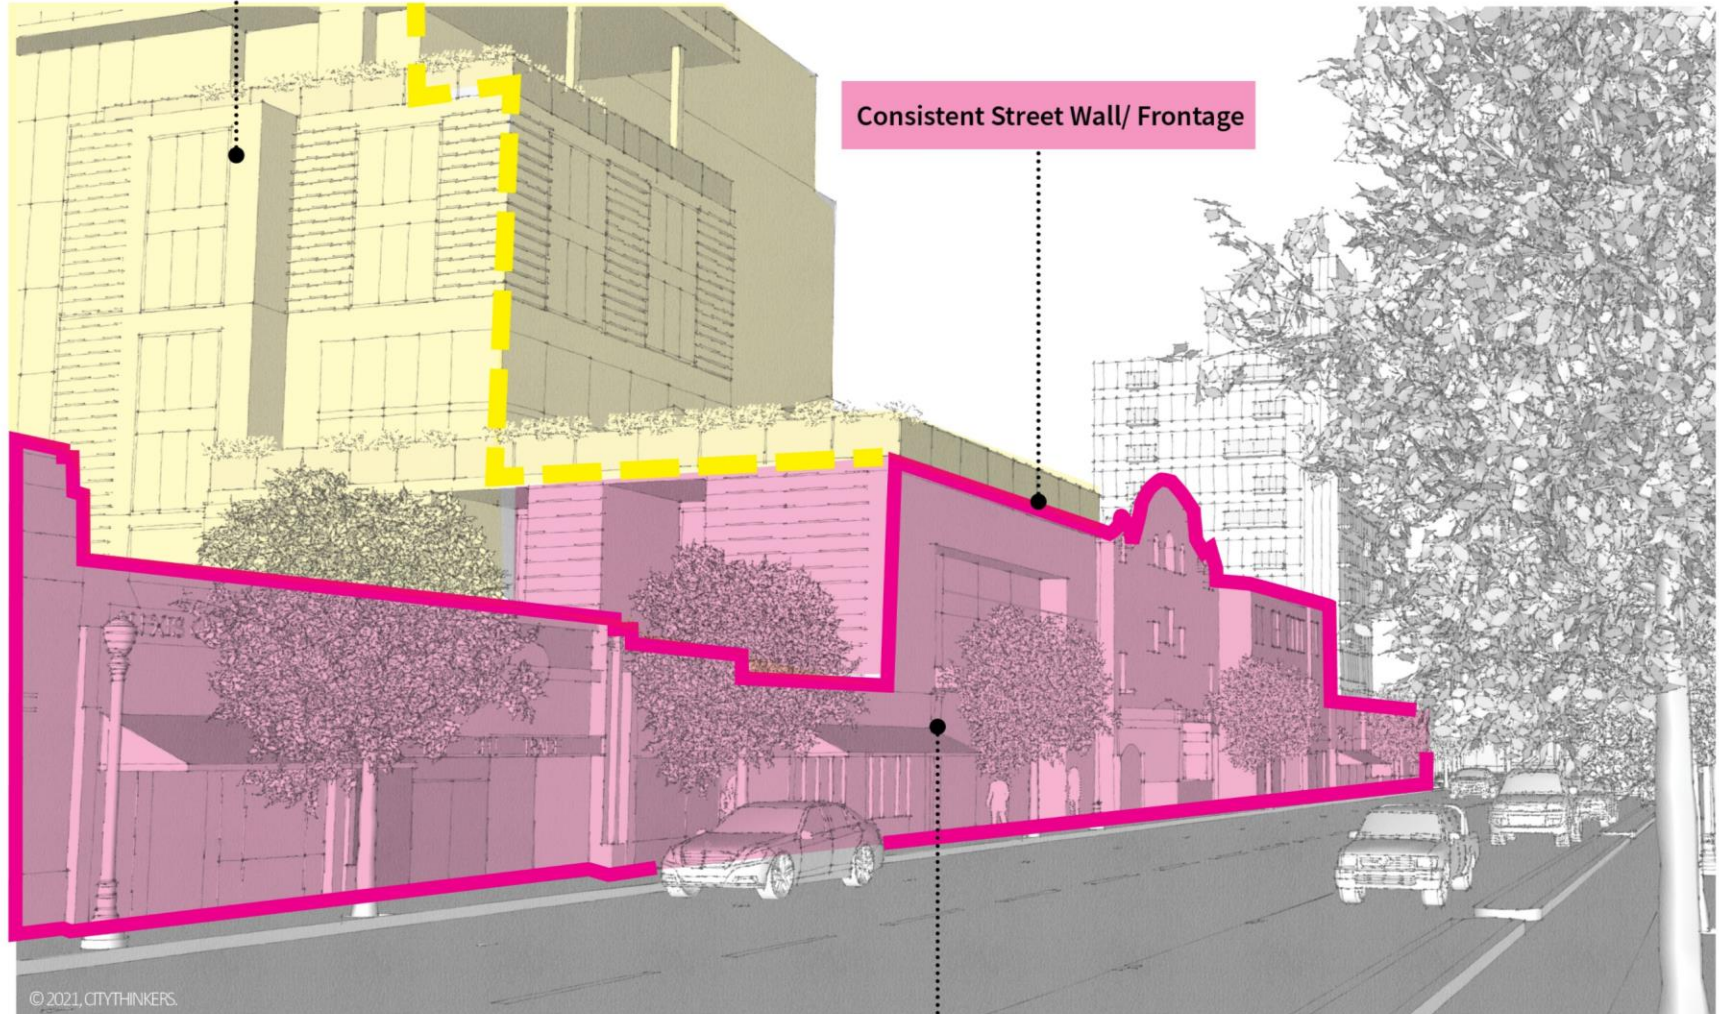 Consistent Street Wall/ Frontage
© 2021, CITYTHINKERS.